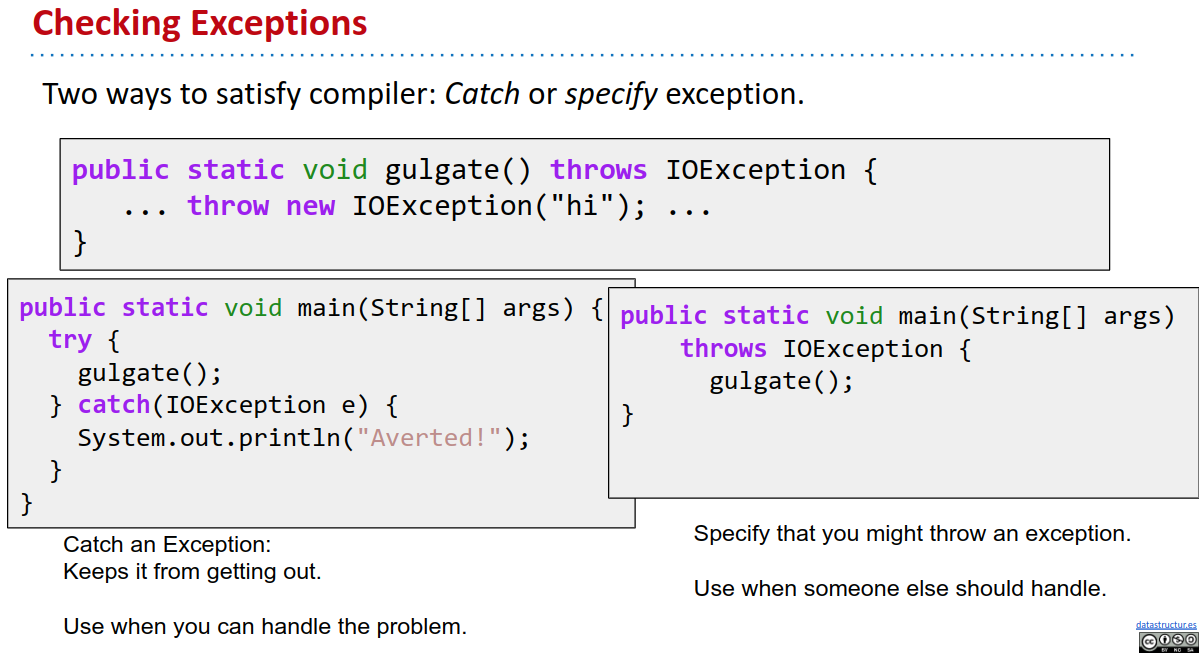 Checking Exceptions
Two ways to satisfy compiler: Catch or specify exception.
public static void gulgate() throws IOException {
   ... throw new IOException("hi"); ...
}
public static void main(String[] args) {
  try {
    gulgate();
  } catch(IOException e) {
    System.out.println("Averted!");
  }
}
public static void main(String[] args)
    throws IOException {
      gulgate();
}
Catch an Exception:
Keeps it from getting out.
Use when you can handle the problem.
Specify that you might throw an exception.
Use when someone else should handle.
datastructur.es
cc
BY NC SA